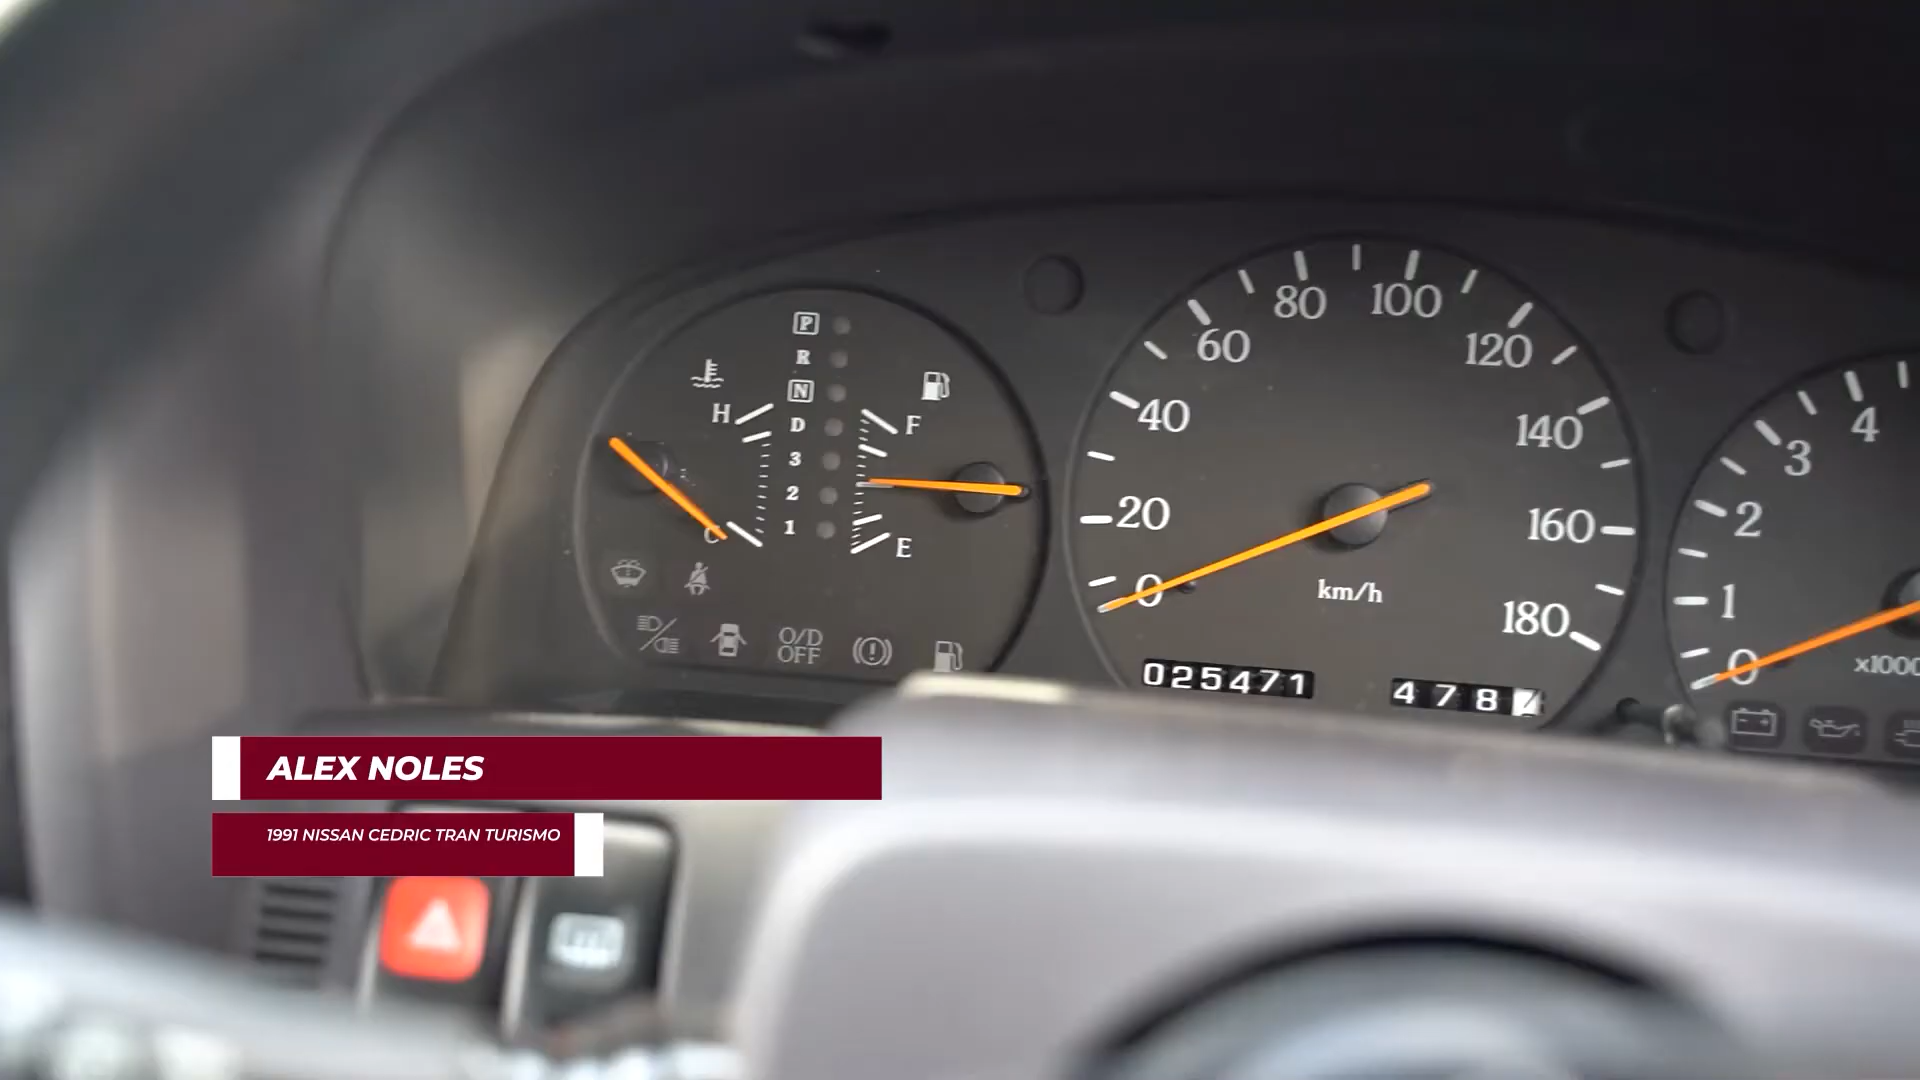 P
R
N
D
3
2
1
H
C
F
E
O/D
OFF
0
20
40
60
80
100
120
140
160
180
km/h
025471
478
0
1
2
3
4
x1000
ALEX NOLES
1991 NISSAN CEDRIC TRAN TURISMO